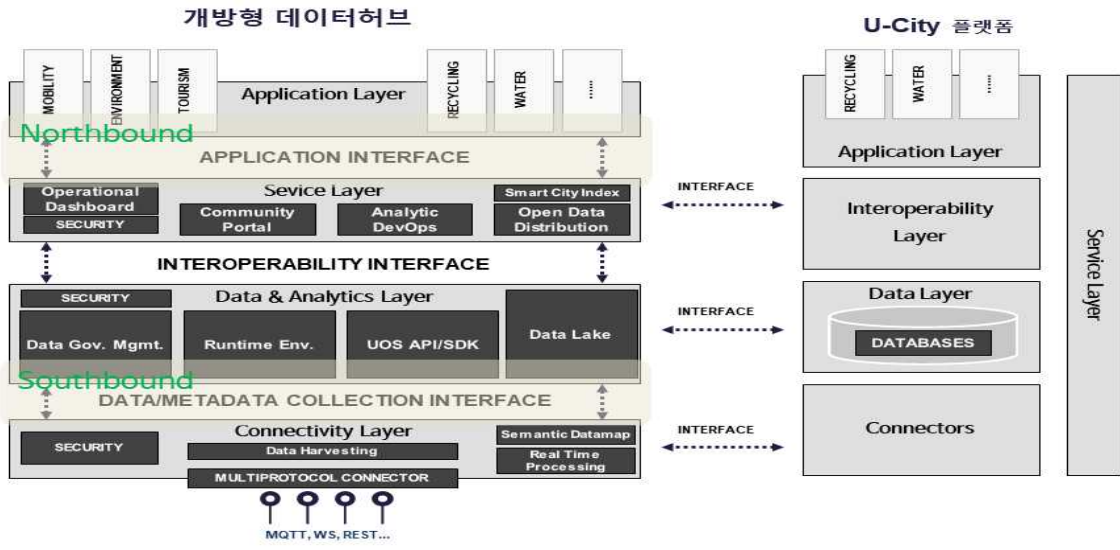 개방형 데이터허브
U-City 플랫폼
MOBILITY
ENVIRONMENT
TOURISM
Application Layer
RECYCLING
WATER
......
Northbound
APPLICATION INTERFACE
Sevice Layer
Operational
Dashboard
SECURITY
Community
Portal
Analytic
DevOps
Smart City Index
Open Data
Distribution
INTEROPERABILITY INTERFACE
SECURITY
Data & Analytics Layer
Data Gov. Mgmt.
Runtime Env.
UOS API/SDK
Data Lake
Southbound
DATA/METADATA COLLECTION INTERFACE
Connectivity Layer
SECURITY
Data Harvesting
Semantic Datamap
Real Time
Processing
MULTIPROTOCOL CONNECTOR
MQTT, WS, REST...
INTERFACE
INTERFACE
INTERFACE
RECYCLING
WATER
......
Application Layer
Interoperability
Layer
Data Layer
DATABASES
Connectors
Service Layer